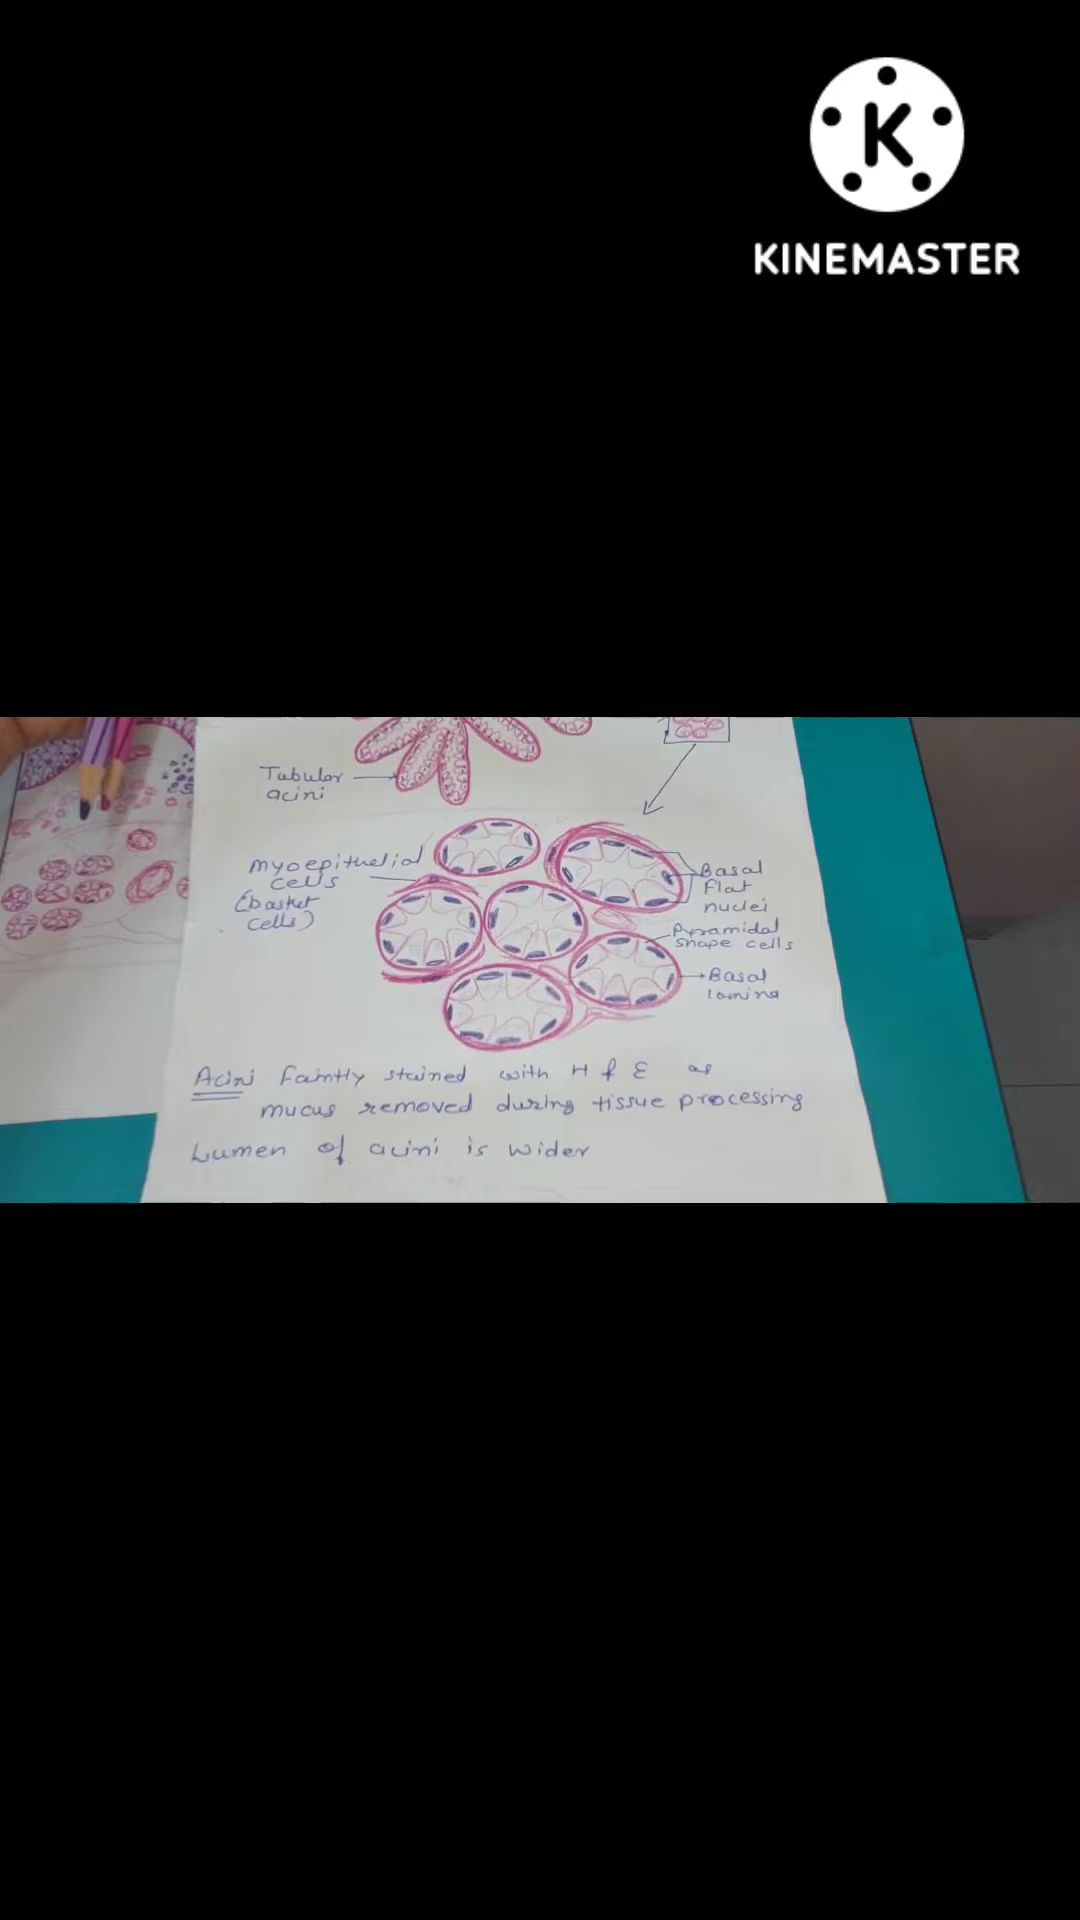 K
KINEMASTER
Tubular
acini
Myoepithelial
cells
(basket
cells)
Basal
flat
nuclei
Pyramidal
shape cells
Basal
lamina
Acini Faintly stained with H & E as
mucus removed during tissue processing
Lumen of acini is wider